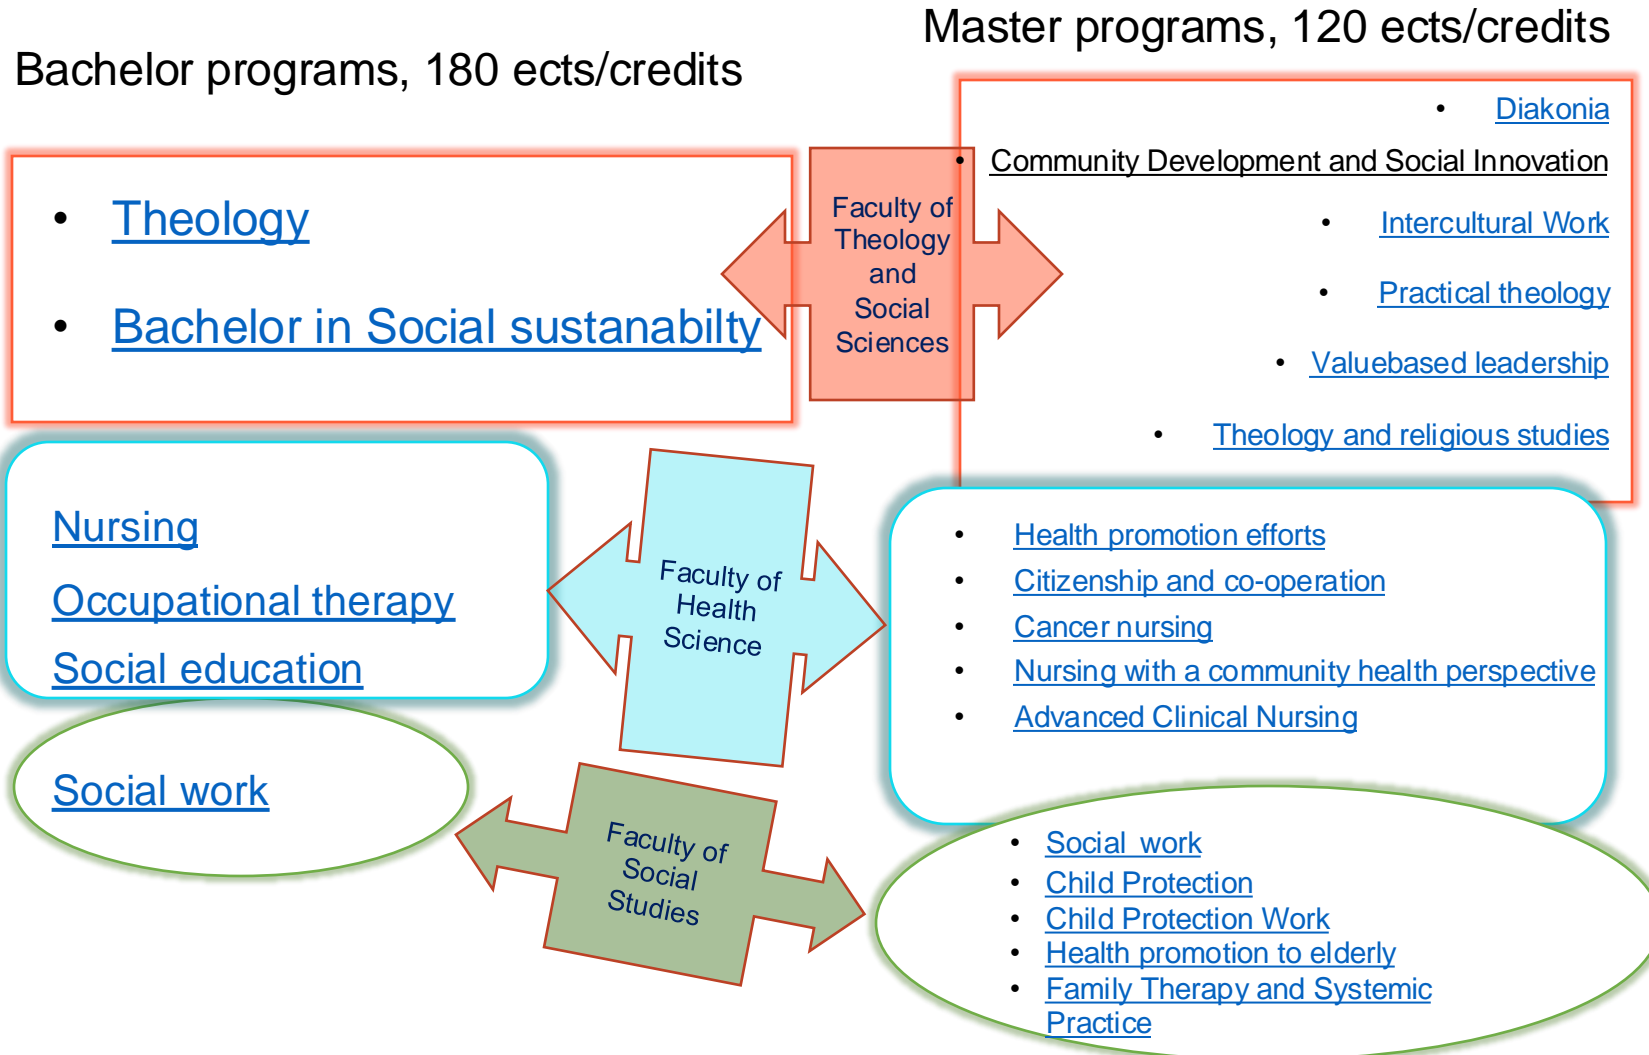 Master programs, 120 ects/credits
Bachelor programs, 180 ects/credits
• Theology
• Bachelor in Social sustanabilty
Faculty of
Theology
and
Social
Sciences
• Diakonia
• Community Development and Social Innovation
• Intercultural Work
• Practical theology
• Valuebased leadership
• Theology and religious studies
Nursing
Occupational therapy
Social education
Faculty of
Health
Science
• Health promotion efforts
• Citizenship and co-operation
• Cancer nursing
• Nursing with a community health perspective
• Advanced Clinical Nursing
Social work
Faculty of
Social
Studies
• Social work
• Child Protection
• Child Protection Work
• Health promotion to elderly
• Family Therapy and Systemic
Practice